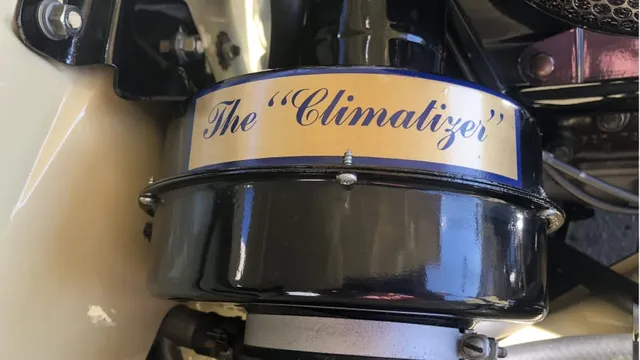 The “Climatizer”